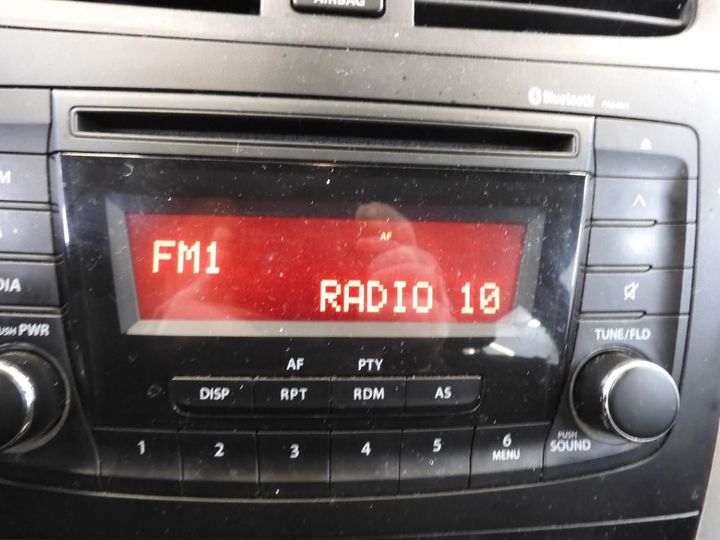 AIRBAG
Bluetooth
AF
FM1
RADIO 10
PUSH PWR
TUNE/FLD
AF PTY
DISP RPT RDM AS
1 2 3 4 5 6
MENU
PUSH
SOUND